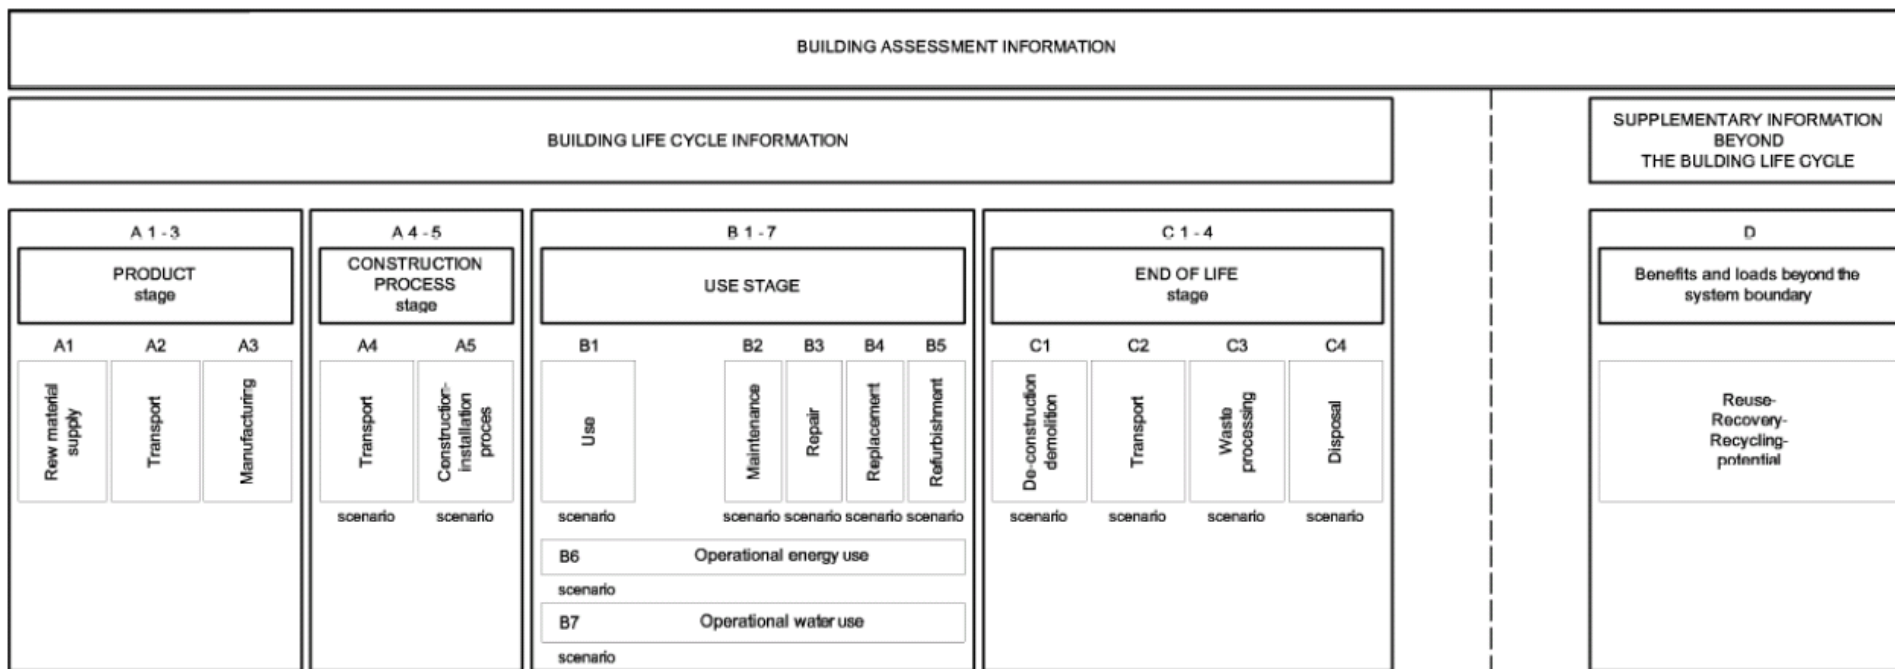 BUILDING ASSESSMENT INFORMATION
BUILDING LIFE CYCLE INFORMATION
SUPPLEMENTARY INFORMATION
BEYOND
THE BULDING LIFE CYCLE
A 1 - 3
PRODUCT
stage
A1
A2
A3
Rew material
supply
Transport
Manufacturing
A 4 - 5
CONSTRUCTION
PROCESS
stage
A4
A5
Transport
Construction-
installation
proces
scenario
scenario
B 1 - 7
USE STAGE
B1
B2
B3
B4
B5
Use
Maintenance
Repair
Replacement
Refurbishment
scenario
scenario
scenario
scenario
scenario
B6
Operational energy use
scenario
B7
Operational water use
scenario
C 1 - 4
END OF LIFE
stage
C1
C2
C3
C4
De-construction
demolition
Transport
Waste
processing
Disposal
scenario
scenario
scenario
scenario
D
Benefits and loads beyond the
system boundary
Reuse-
Recovery-
Recycling-
potential